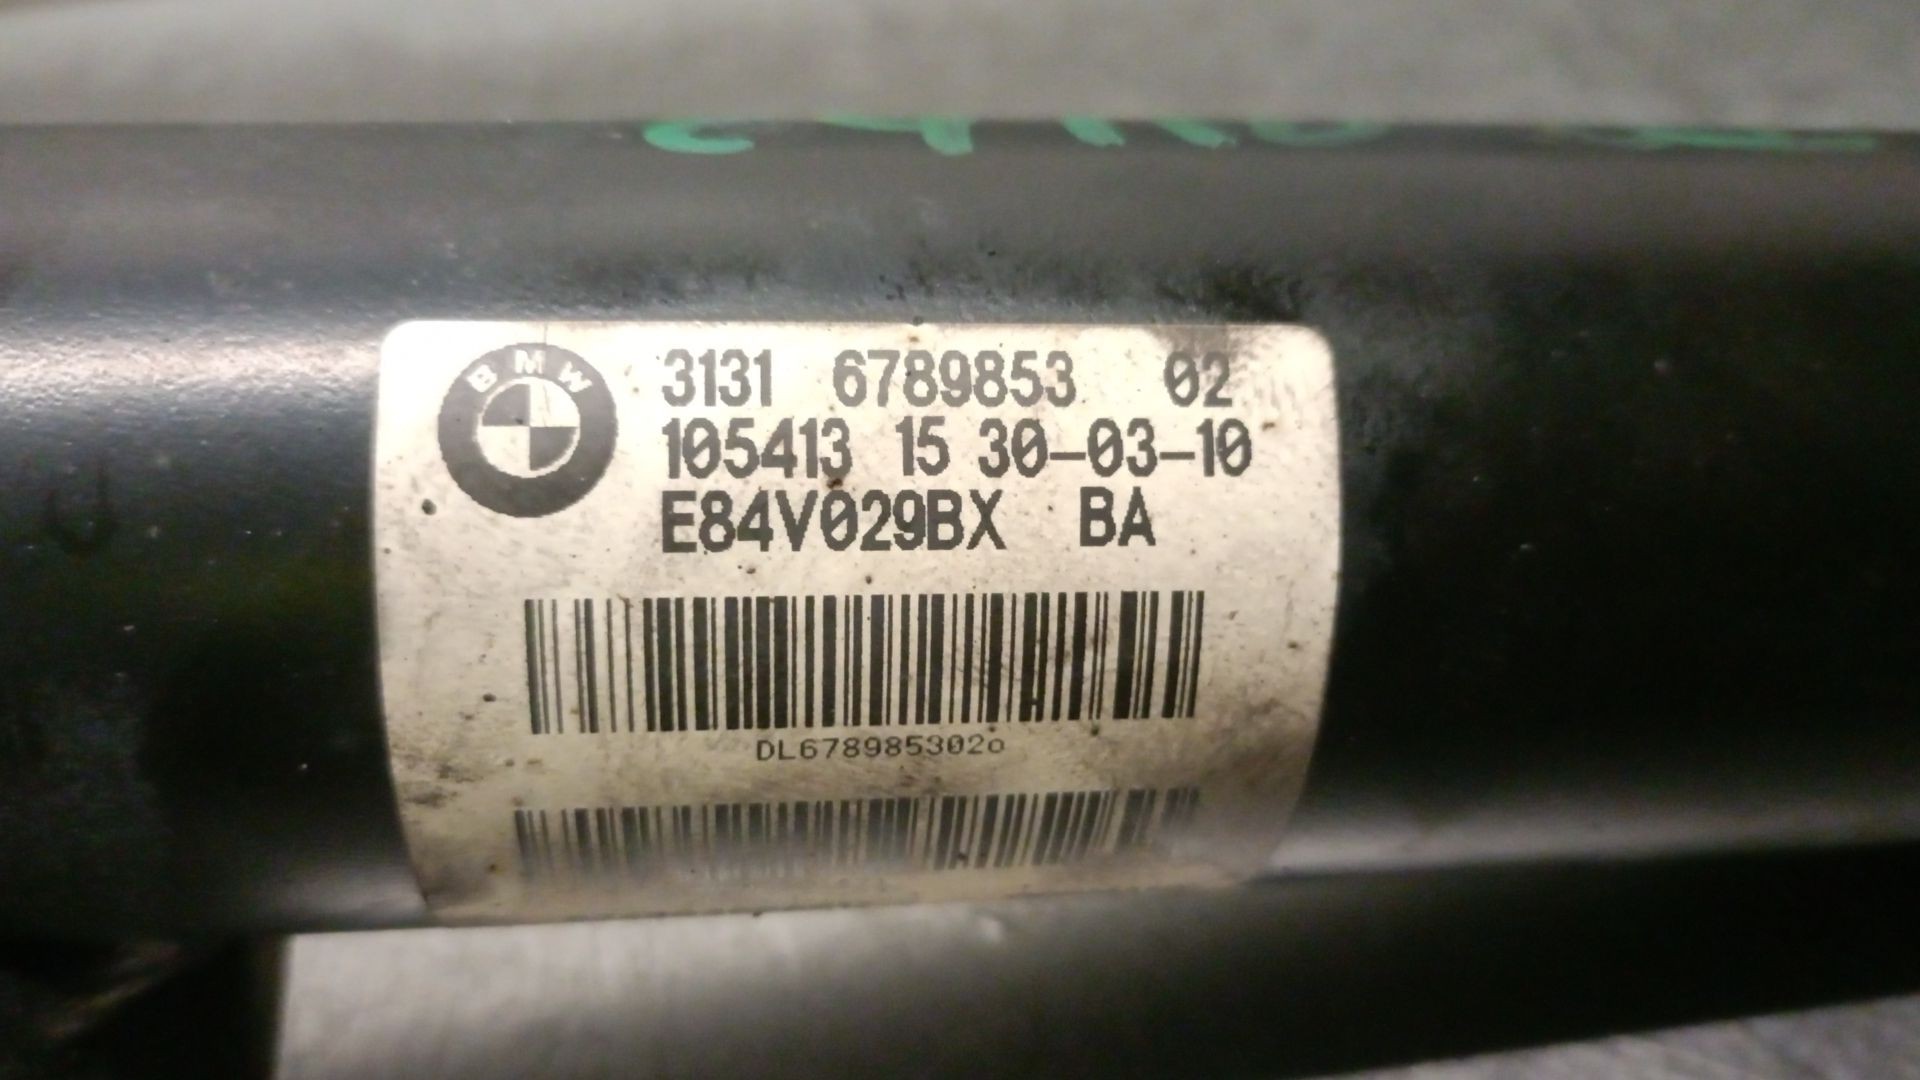 BMW
3131 6789853 02
105413 15 30-03-10
E84V029BX BA
DL678985302o